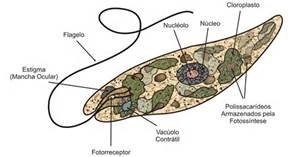 Cloroplasto
Núcleo
Nucléolo
Flagelo
Estigma
(Mancha Ocular)
Polissacarídeos
Armazenados pela
Fotossíntese
Vacúolo
Contrátil
Fotorreceptor